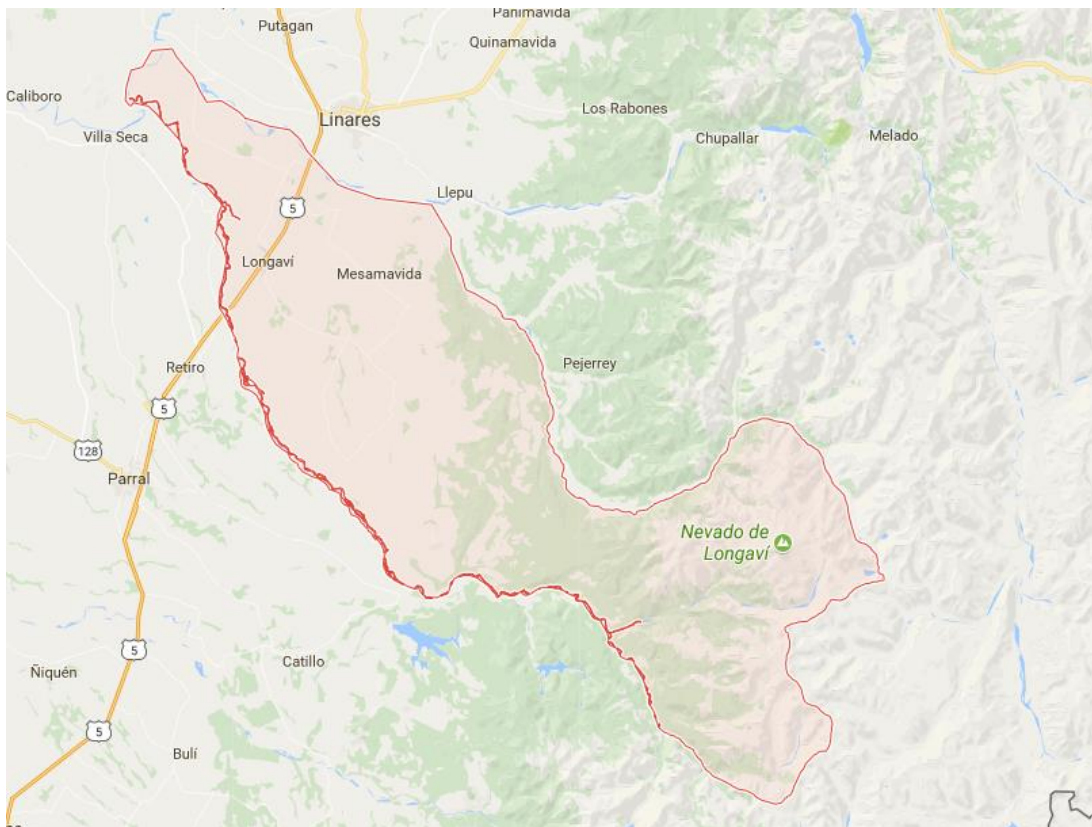 Panimavida
Putagan
Quinamavida
Caliboro
Linares
Los Rabones
Villa Seca
Chupallar
Melado
Llepu
5
Longaví
Mesamavida
Pejerrey
Retiro
5
128
Parral
Nevado de
Longaví
5
Catillo
Ñiquén
5
Bulí